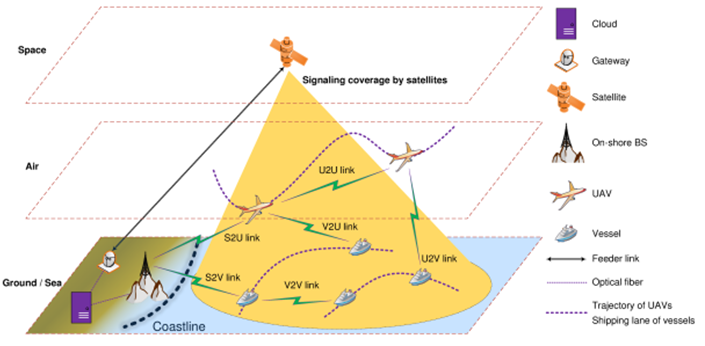 Space
Signaling coverage by satellites
Air
U2U link
V2U link
S2U link
U2V link
Ground / Sea
S2V link
V2V link
Coastline
Cloud
Gateway
Satellite
On-shore BS
UAV
Vessel
Feeder link
Optical fiber
Trajectory of UAVs
Shipping lane of vessels